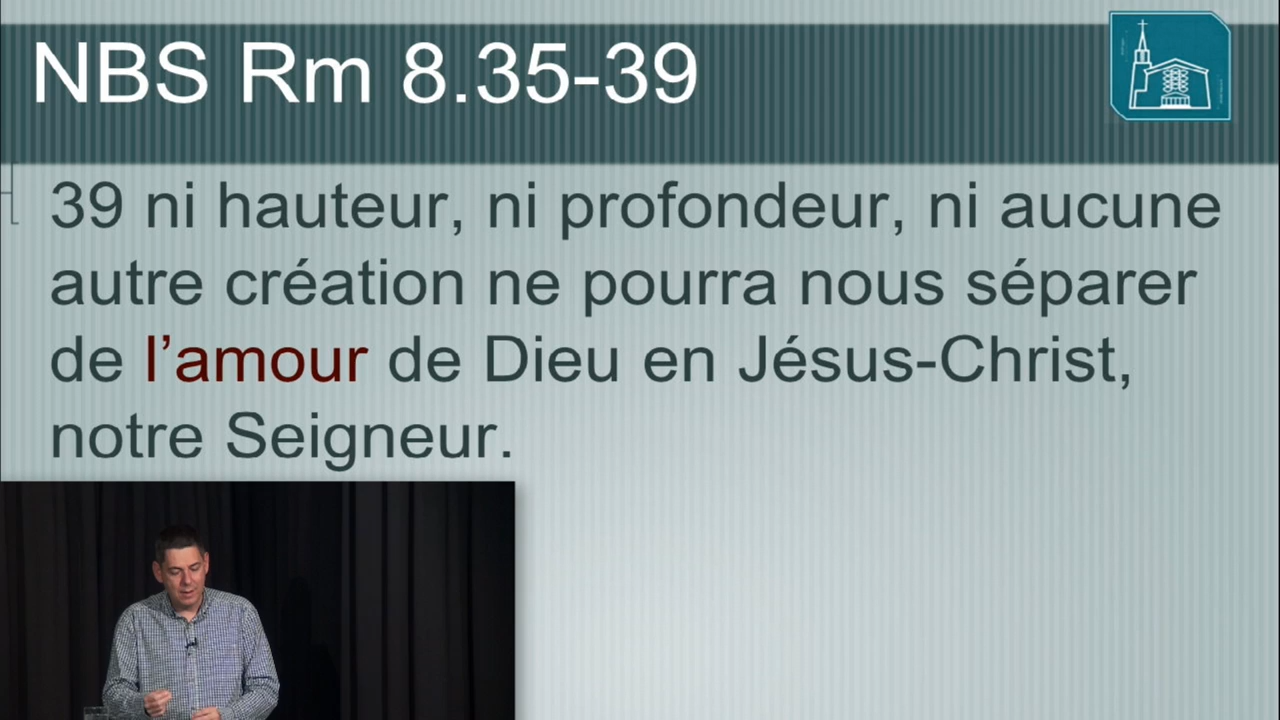 NBS Rm 8.35-39
39 ni hauteur, ni profondeur, ni aucune
autre création ne pourra nous séparer
de l’amour de Dieu en Jésus-Christ,
notre Seigneur.